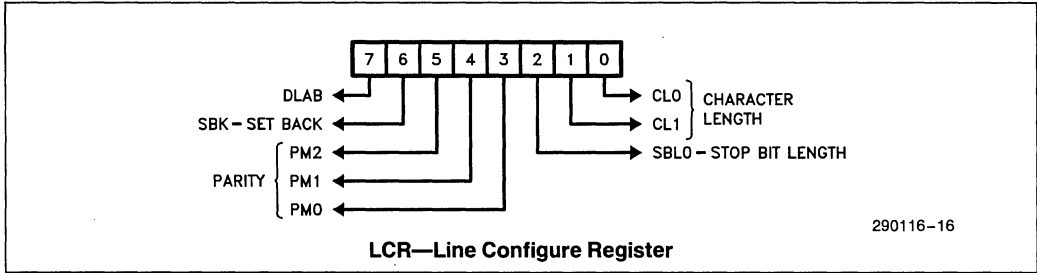 7 6 5 4 3 2 1 0
DLAB
CL0
CHARACTER
LENGTH
SBK – SET BACK
CL1
PM2
SBL0 – STOP BIT LENGTH
PARITY
PM1
PM0
290116–16
LCR—Line Configure Register